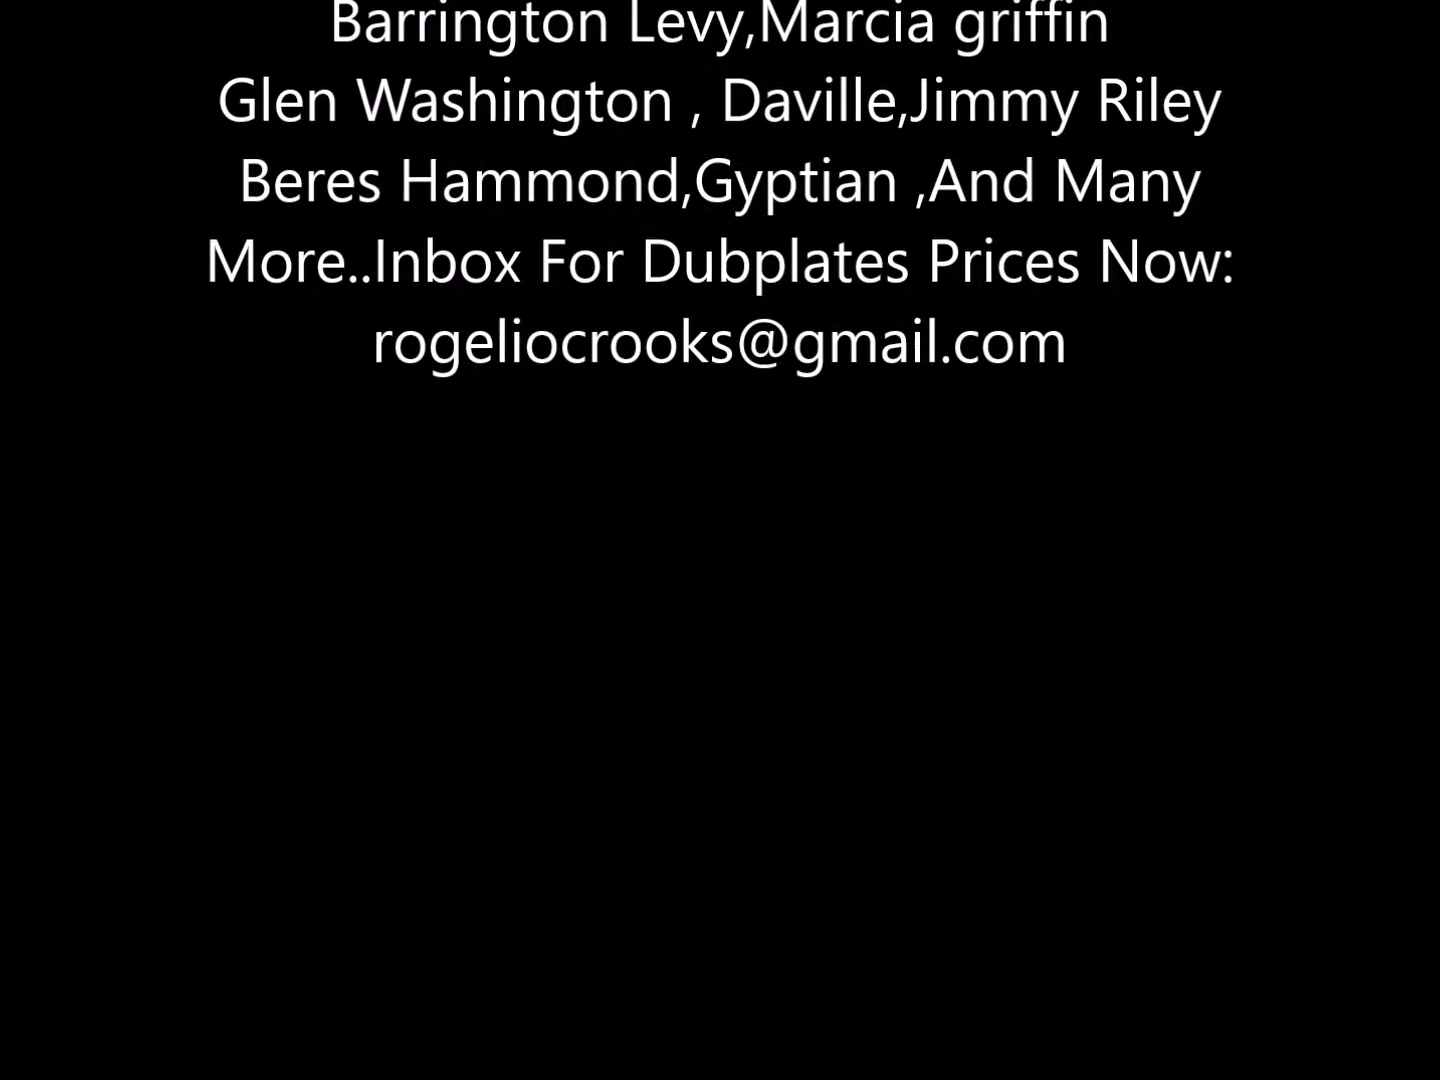 Barrington Levy,Marcia griffin
Glen Washington , Daville,Jimmy Riley
Beres Hammond,Gyptian ,And Many
More..Inbox For Dubplates Prices Now:
rogeliocrooks@gmail.com